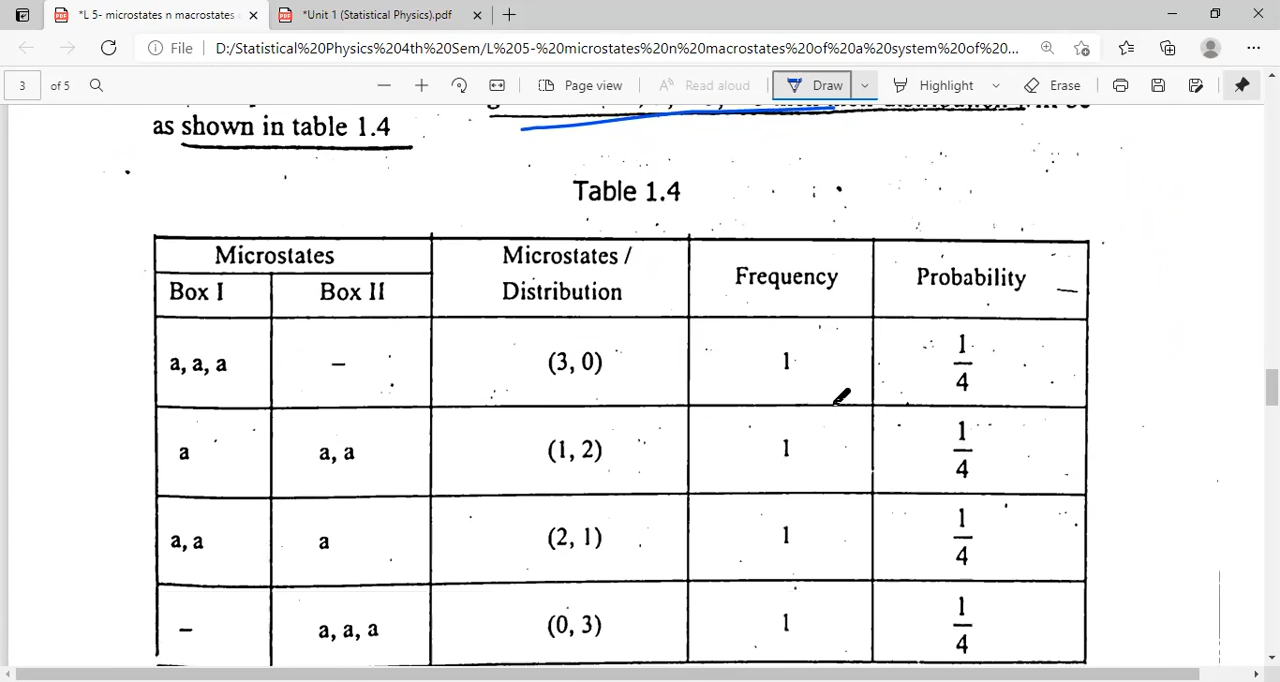 *L 5- microstates n macrostates
*Unit 1 (Statistical Physics).pdf
File
D:/Statistical%20Physics%204th%20Sem/L%205-%20microstates%20n%20macrostates%20of%20a%20system%20of%20...
3 of 5
Page view
Read aloud
Draw
Highlight
Erase
as shown in table 1.4
Table 1.4
Microstates Microstates / Frequency Probability
Box I Box II Distribution
a, a, a – (3, 0) 1 1/4
a a, a (1, 2) 1 1/4
a, a a (2, 1) 1 1/4
– a, a, a (0, 3) 1 1/4